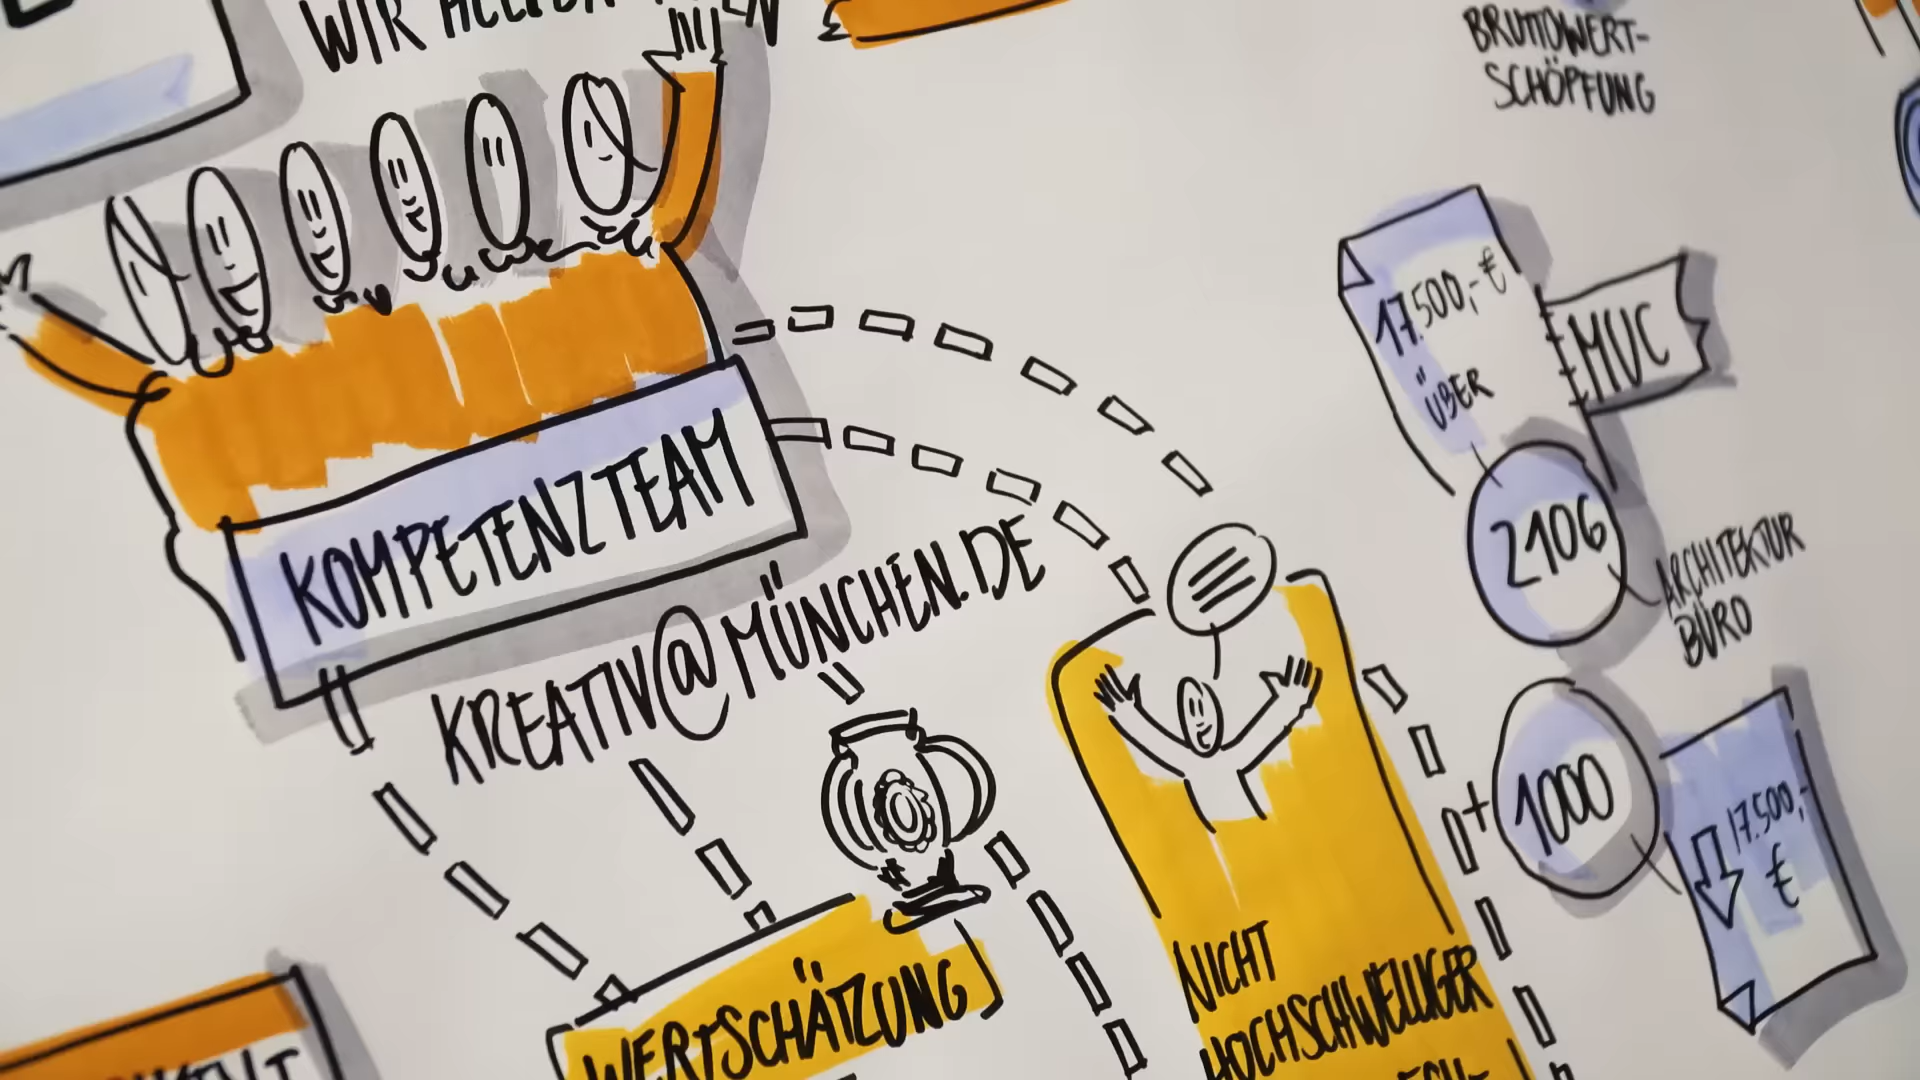 WIR
BRUTTOWERT-
SCHÖPFUNG
17.500,-€
ÜBER
MUC
KOMPETENZTEAM
2106
ARCHITEKTUR
BÜRO
KREATIV@MÜNCHEN.DE
+1000
17.500,-
€
WERTSCHÄTZUNG
NICHT
HOCHSCHWELLIGER